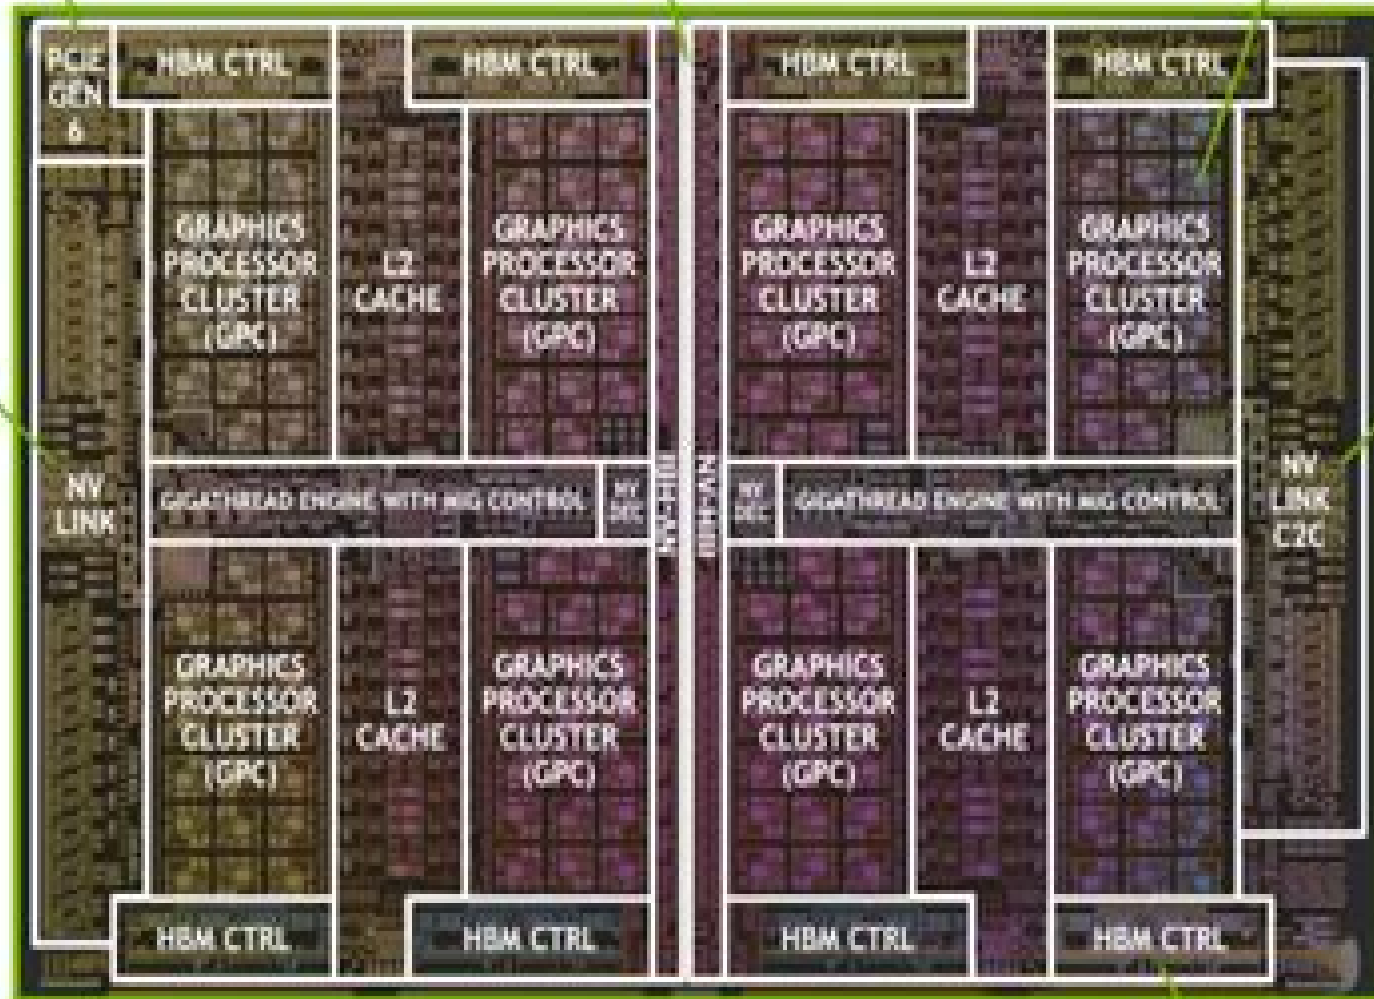 PCIE
GEN
6
HBM CTRL
HBM CTRL
HBM CTRL
HBM CTRL
GRAPHICS
PROCESSOR
CLUSTER
(GPC)
L2
CACHE
GRAPHICS
PROCESSOR
CLUSTER
(GPC)
GRAPHICS
PROCESSOR
CLUSTER
(GPC)
L2
CACHE
GRAPHICS
PROCESSOR
CLUSTER
(GPC)
NV
LINK
GIGATHREAD ENGINE WITH MIG CONTROL
NV
DEC
NV-HBI
NV-HBI
NV
DEC
GIGATHREAD ENGINE WITH MIG CONTROL
NV
LINK
C2C
GRAPHICS
PROCESSOR
CLUSTER
(GPC)
L2
CACHE
GRAPHICS
PROCESSOR
CLUSTER
(GPC)
GRAPHICS
PROCESSOR
CLUSTER
(GPC)
L2
CACHE
GRAPHICS
PROCESSOR
CLUSTER
(GPC)
HBM CTRL
HBM CTRL
HBM CTRL
HBM CTRL